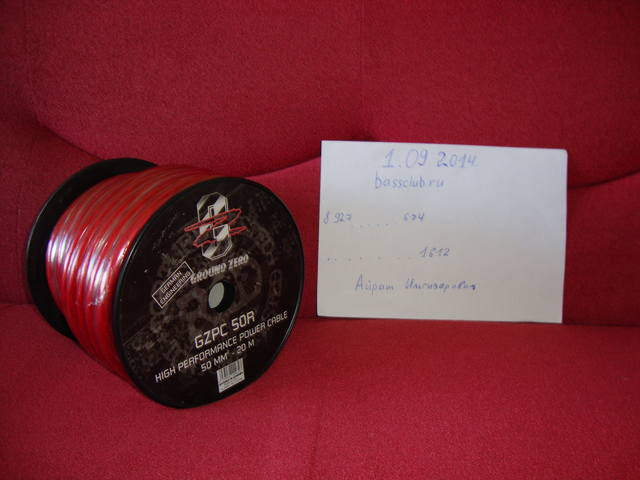 GROUND ZERO
GERMAN ENGINEERING
GZPC 50R
HIGH PERFORMANCE POWER CABLE
50 MM² - 20 M
1.09.2014.
bassclub.ru
8 927 ..... 674
........ 1612
Айрат